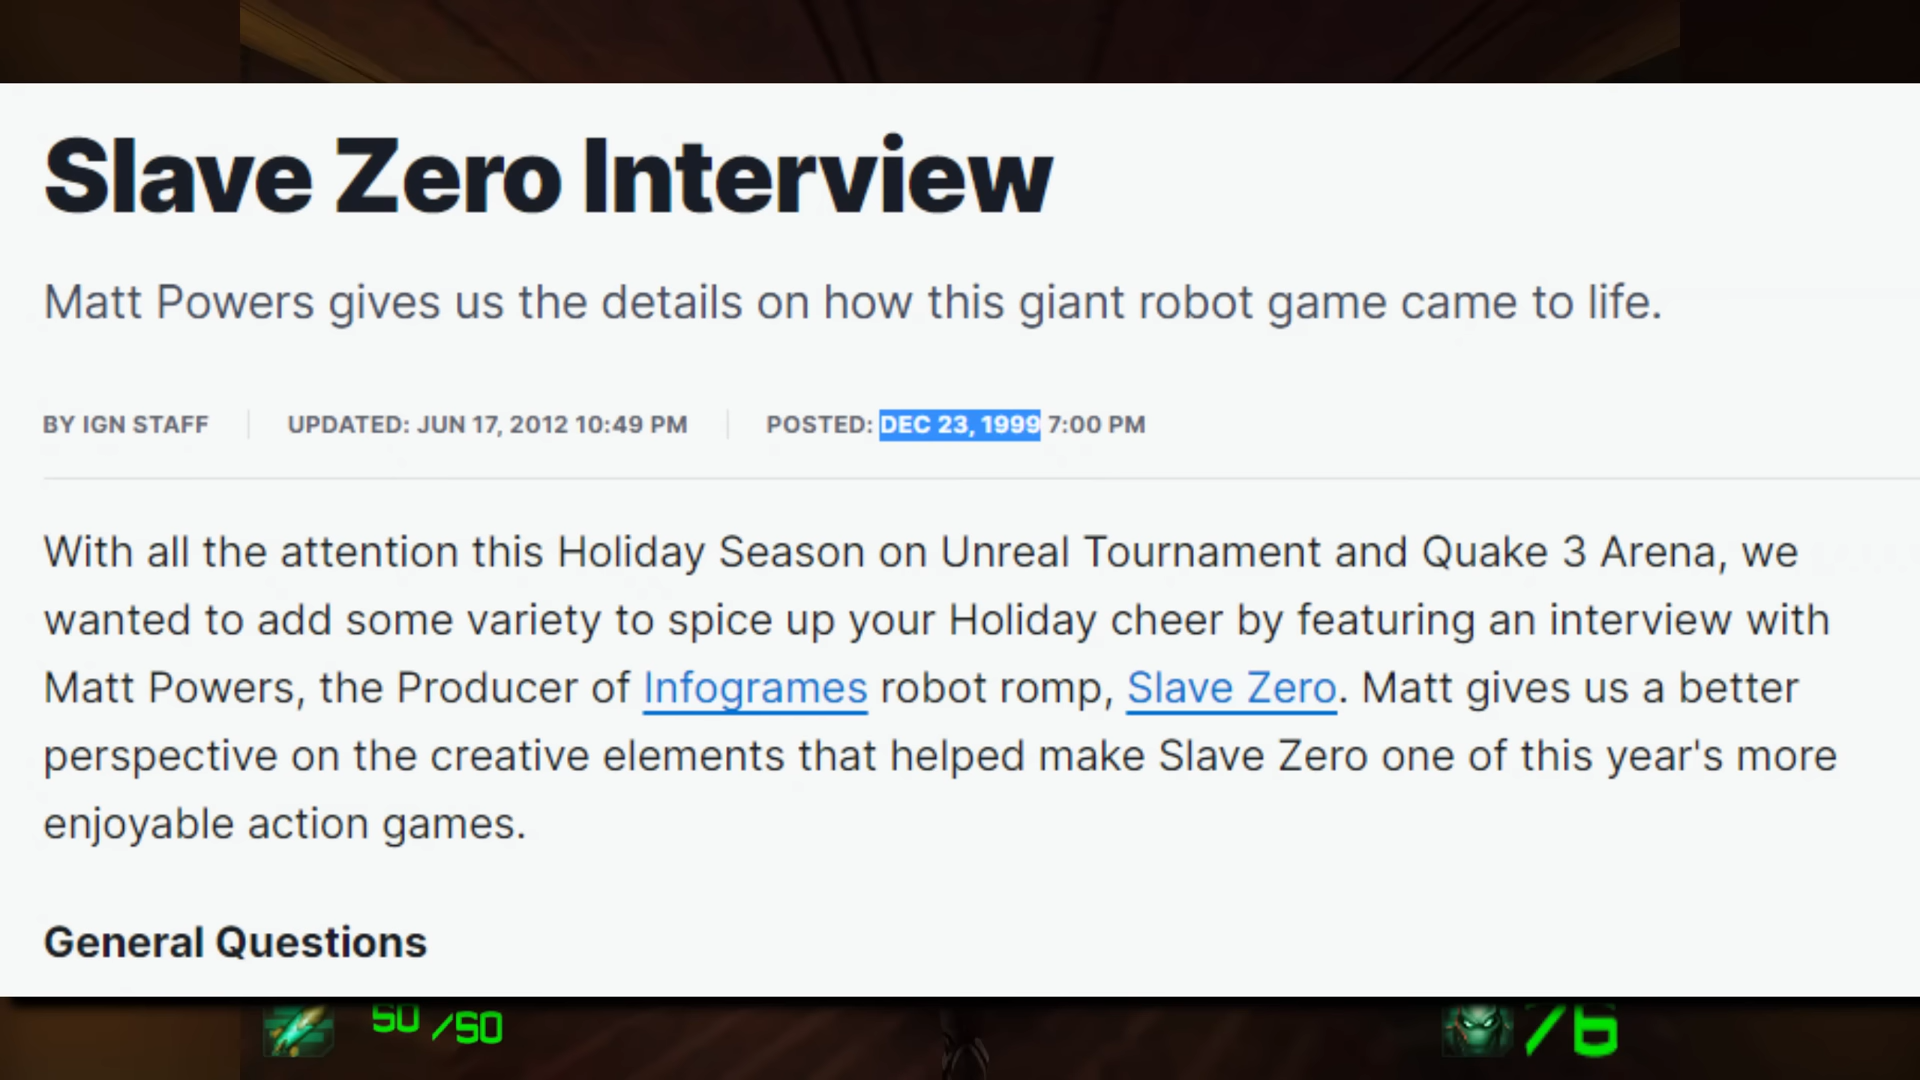 Slave Zero Interview
Matt Powers gives us the details on how this giant robot game came to life.
BY IGN STAFF UPDATED: JUN 17, 2012 10:49 PM POSTED: DEC 23, 1999 7:00 PM
With all the attention this Holiday Season on Unreal Tournament and Quake 3 Arena, we
wanted to add some variety to spice up your Holiday cheer by featuring an interview with
Matt Powers, the Producer of Infogrames robot romp, Slave Zero. Matt gives us a better
perspective on the creative elements that helped make Slave Zero one of this year's more
enjoyable action games.
General Questions
50 /50 76